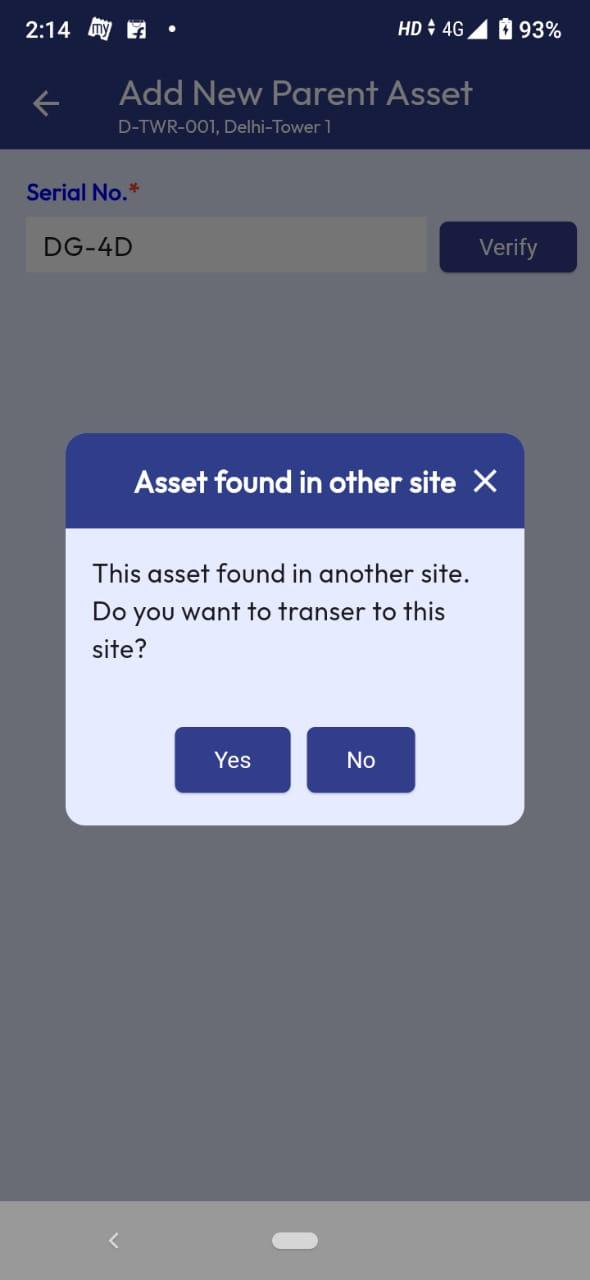 2:14 HD 4G 93%
Add New Parent Asset
D-TWR-001, Delhi-Tower 1
Serial No.*
DG-4D Verify
Asset found in other site
This asset found in another site.
Do you want to transer to this
site?
Yes No